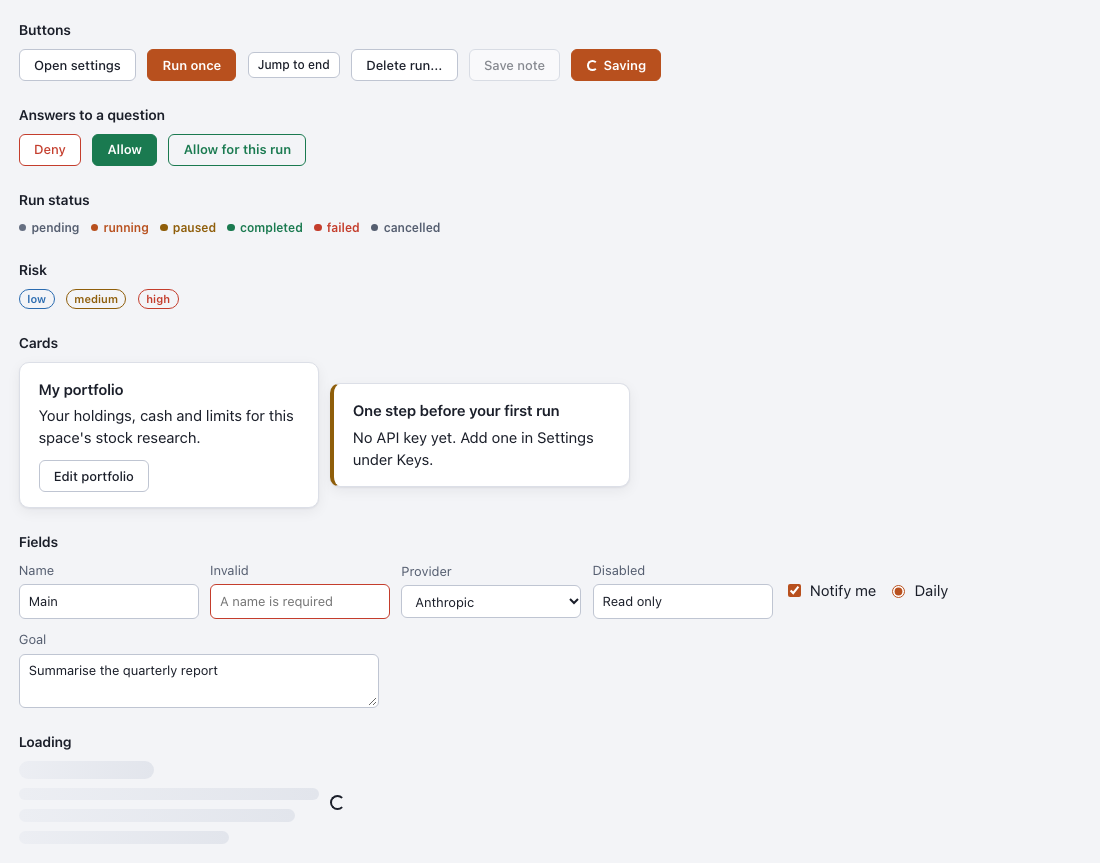 Buttons
Open settings
Run once
Jump to end
Delete run...
Save note
Saving
Answers to a question
Deny
Allow
Allow for this run
Run status
pending
running
paused
completed
failed
cancelled
Risk
low
medium
high
Cards
My portfolio
Your holdings, cash and limits for this
space's stock research.
Edit portfolio
One step before your first run
No API key yet. Add one in Settings
under Keys.
Fields
Name
Main
Invalid
A name is required
Provider
Anthropic
Disabled
Read only
Notify me
Daily
Goal
Summarise the quarterly report
Loading